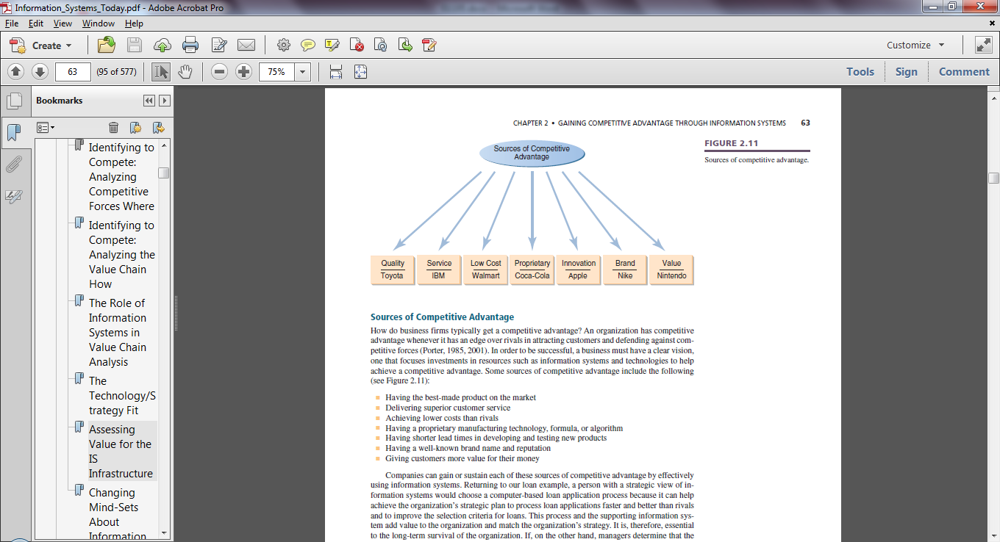 Information_Systems_Today.pdf - Adobe Acrobat Pro
File Edit View Window Help
Create Customize
63 (95 of 577) 75% Tools Sign Comment
Bookmarks
Identifying to
Compete:
Analyzing
Competitive
Forces Where
Identifying to
Compete:
Analyzing the
Value Chain
How
The Role of
Information
Systems in
Value Chain
Analysis
The
Technology/S
trategy Fit
Assessing
Value for the
IS
Infrastructure
Changing
Mind-Sets
About
Information
CHAPTER 2 • GAINING COMPETITIVE ADVANTAGE THROUGH INFORMATION SYSTEMS 63
Sources of Competitive
Advantage
FIGURE 2.11
Sources of competitive advantage.
Quality Service Low Cost Proprietary Innovation Brand Value
Toyota IBM Walmart Coca-Cola Apple Nike Nintendo
Sources of Competitive Advantage
How do business firms typically get a competitive advantage? An organization has competitive
advantage whenever it has an edge over rivals in attracting customers and defending against com-
petitive forces (Porter, 1985, 2001). In order to be successful, a business must have a clear vision,
one that focuses investments in resources such as information systems and technologies to help
achieve a competitive advantage. Some sources of competitive advantage include the following
(see Figure 2.11):
Having the best-made product on the market
Delivering superior customer service
Achieving lower costs than rivals
Having a proprietary manufacturing technology, formula, or algorithm
Having shorter lead times in developing and testing new products
Having a well-known brand name and reputation
Giving customers more value for their money
Companies can gain or sustain each of these sources of competitive advantage by effectively
using information systems. Returning to our loan example, a person with a strategic view of in-
formation systems would choose a computer-based loan application process because it can help
achieve the organization's strategic plan to process loan applications faster and better than rivals
and to improve the selection criteria for loans. This process and the supporting information sys-
tem add value to the organization and match the organization's strategy. It is, therefore, essential
to the long-term survival of the organization. If, on the other hand, managers determine that the